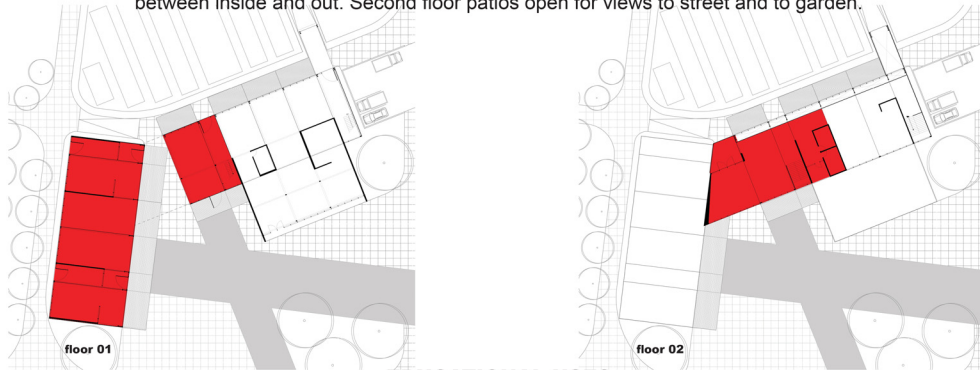 between inside and out. Second floor patios open for views to street and to garden.
floor 01
floor 02